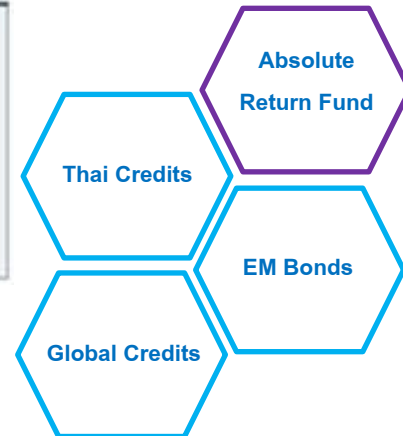 Absolute
Return Fund
Thai Credits
EM Bonds
Global Credits